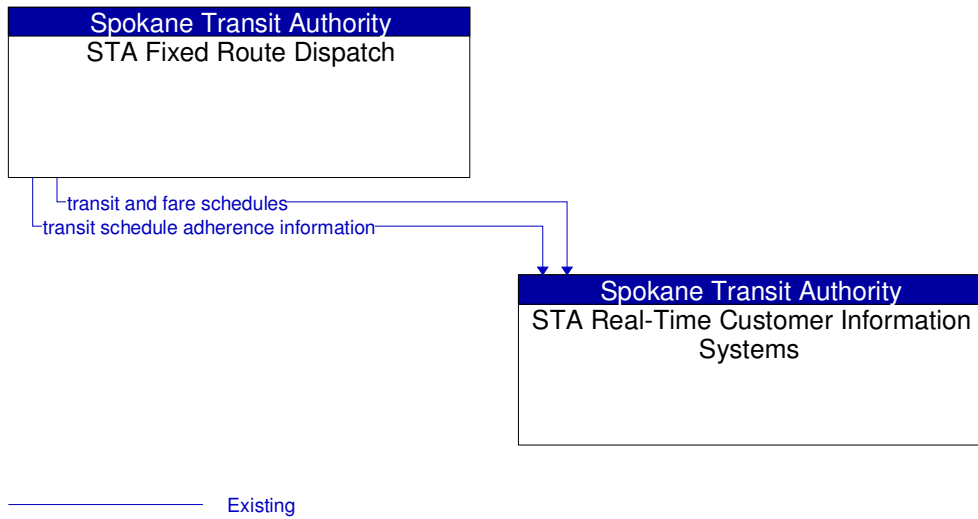 Spokane Transit Authority
STA Fixed Route Dispatch
transit and fare schedules
transit schedule adherence information
Spokane Transit Authority
STA Real-Time Customer Information
Systems
Existing